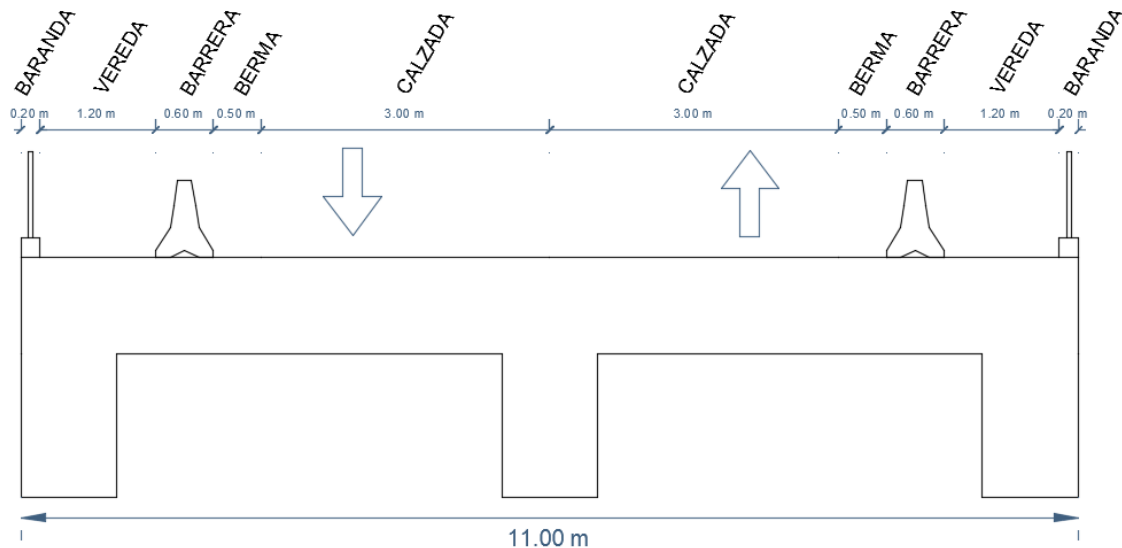 BARANDA
VEREDA
BARRERA
BERMA
CALZADA
CALZADA
BERMA
BARRERA
VEREDA
BARANDA
0.20 m
1.20 m
0.60 m
0.50 m
3.00 m
3.00 m
0.50 m
0.60 m
1.20 m
0.20 m
11.00 m